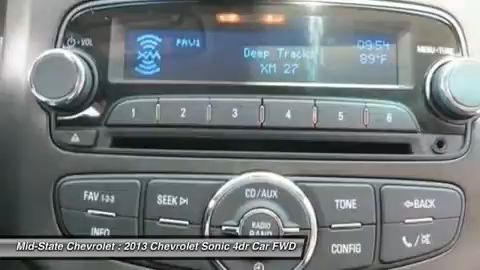 VOL
FAV1
09:54
XM
Deep Tracks
89°F
XM 27
MENU-TUNE
1 2 3 4 5 6
FAV 1-2-3
SEEK
CD/AUX
TONE
BACK
INFO
RADIO
BAND
CONFIG
Mid-State Chevrolet : 2013 Chevrolet Sonic 4dr Car FWD